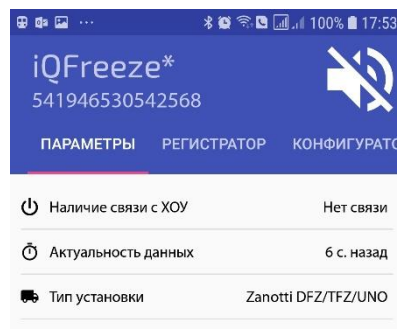 100% 17:53
iQFreeze*
541946530542568
ПАРАМЕТРЫ РЕГИСТРАТОР КОНФИГУРАТО
Наличие связи с ХОУ Нет связи
Актуальность данных 6 с. назад
Тип установки Zanotti DFZ/TFZ/UNO